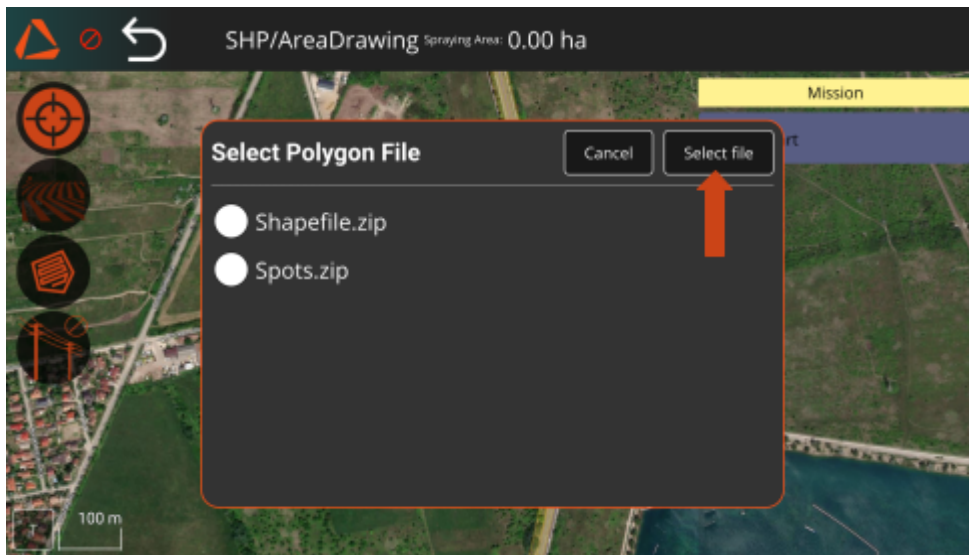 SHP/AreaDrawing Spraying Area: 0.00 ha
Mission
Select Polygon File
Cancel
Select file
rt
Shapefile.zip
Spots.zip
T
100 m